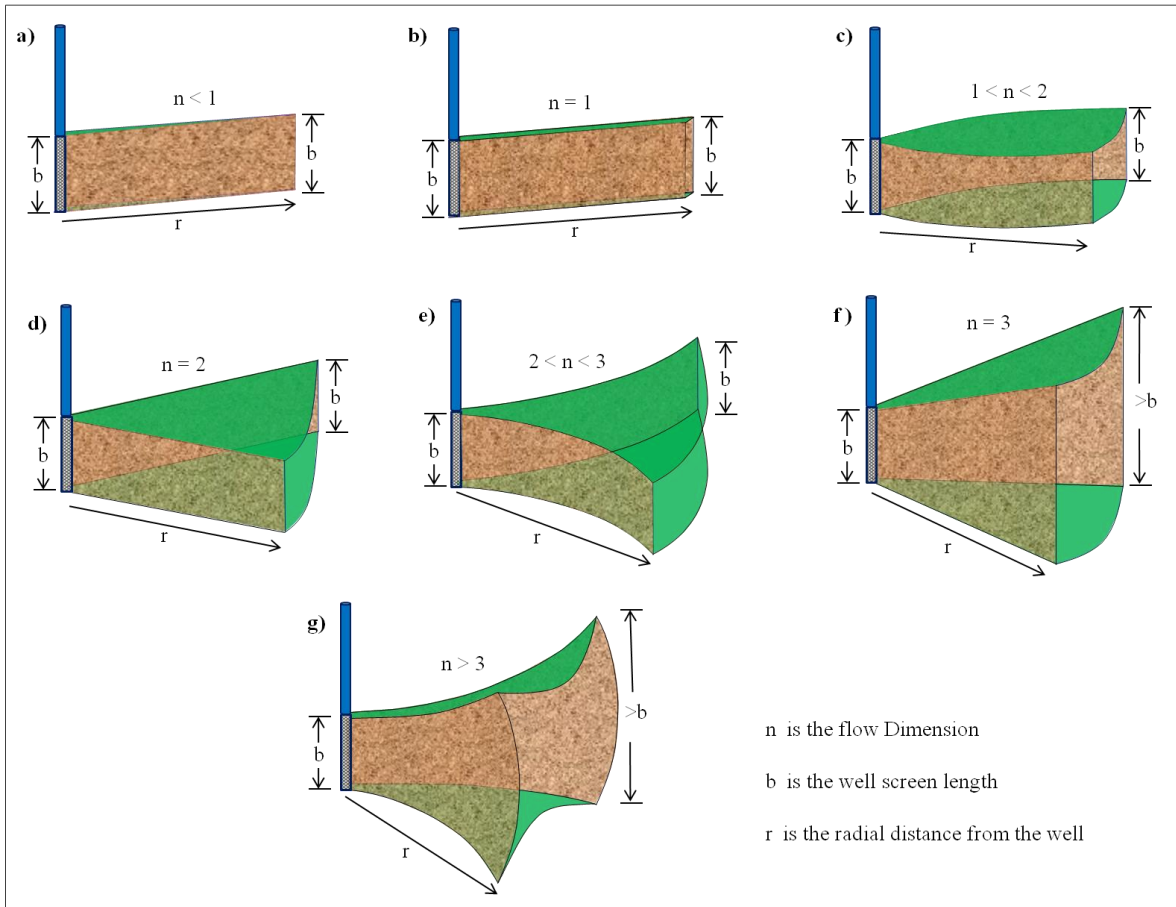 a)
n < 1
b
b
r
b)
n = 1
b
b
r
c)
1 < n < 2
b
b
r
d)
n = 2
b
b
r
e)
2 < n < 3
b
b
r
f)
n = 3
b
>b
r
g)
n > 3
b
>b
r
n is the flow Dimension
b is the well screen length
r is the radial distance from the well